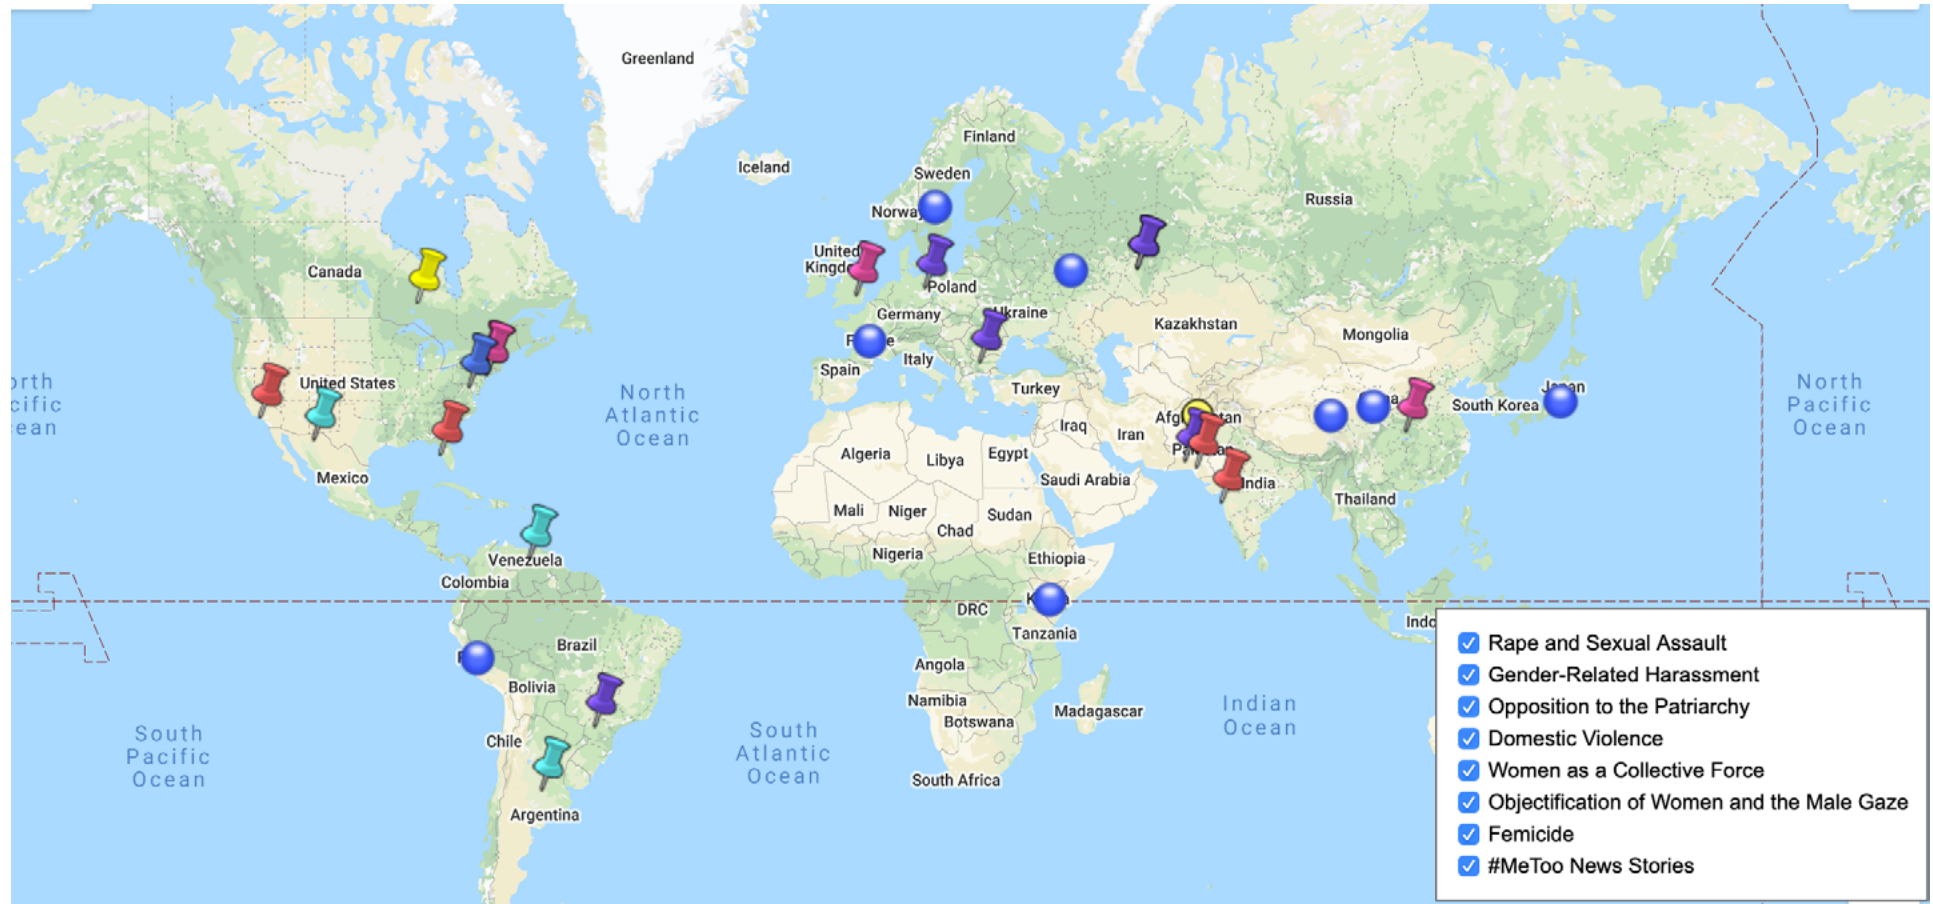 Greenland
Finland
Iceland
Sweden
Russia
Norway
United
Canada
Poland
Ukraine
Germany
Kazakhstan
Mongolia
Italy
Spain
United States
Turkey
Japan
South Korea
North
Atlantic
Ocean
North
Pacific
Ocean
Iraq
Iran
Algeria
Libya
Egypt
Mexico
Saudi Arabia
India
Thailand
Mali
Niger
Sudan
Chad
Nigeria
Ethiopia
Venezuela
Colombia
DRC
Tanzania
Brazil
Angola
Bolivia
Namibia
Madagascar
Botswana
Indian
Ocean
South
Pacific
Ocean
South
Atlantic
Ocean
Chile
South Africa
Argentina
Rape and Sexual Assault
Gender-Related Harassment
Opposition to the Patriarchy
Domestic Violence
Women as a Collective Force
Objectification of Women and the Male Gaze
Femicide
#MeToo News Stories